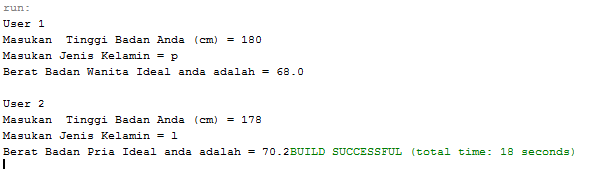 run:
User 1
Masukan  Tinggi Badan Anda (cm) = 180
Masukan Jenis Kelamin = p
Berat Badan Wanita Ideal anda adalah = 68.0

User 2
Masukan  Tinggi Badan Anda (cm) = 178
Masukan Jenis Kelamin = l
Berat Badan Pria Ideal anda adalah = 70.2BUILD SUCCESSFUL (total time: 18 seconds)